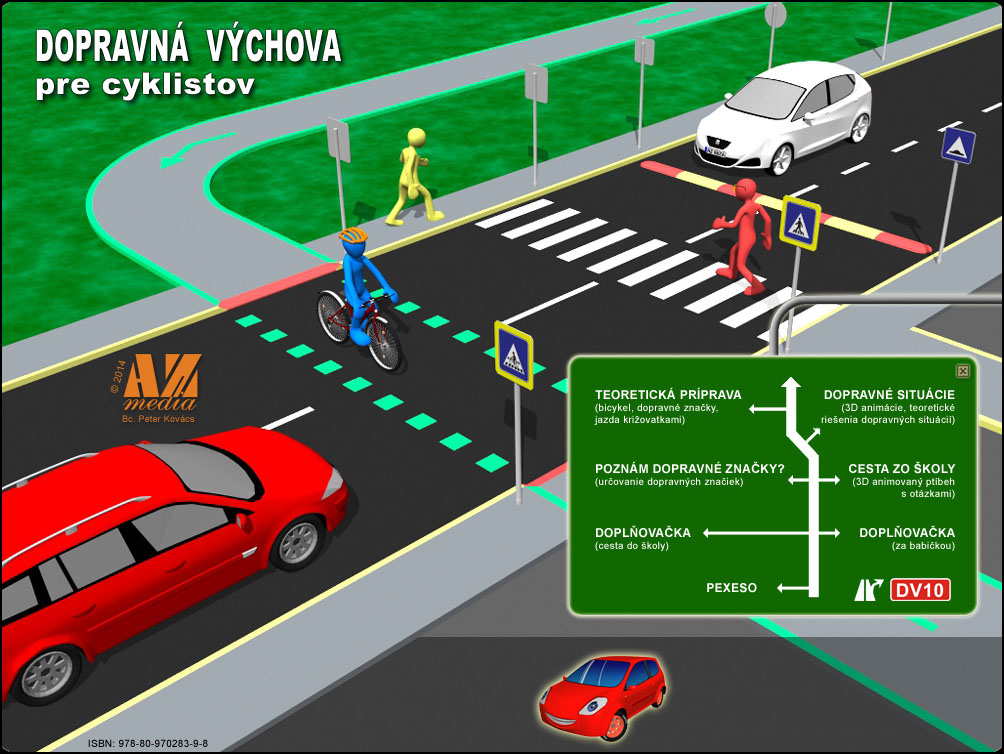 DOPRAVNÁ VÝCHOVA
pre cyklistov
© 2014
AZ
media
Bc. Peter Kovács
TEORETICKÁ PRÍPRAVA
(bicykel, dopravné značky,
jazda križovatkami)
DOPRAVNÉ SITUÁCIE
(3D animácie, teoretické
riešenia dopravných situácií)
POZNÁM DOPRAVNÉ ZNAČKY?
(určovanie dopravných značiek)
CESTA ZO ŠKOLY
(3D animovaný ptíbeh
s otázkami)
DOPLŇOVAČKA
(cesta do školy)
DOPLŇOVAČKA
(za babičkou)
PEXESO
DV10
ISBN: 978-80-970283-9-8